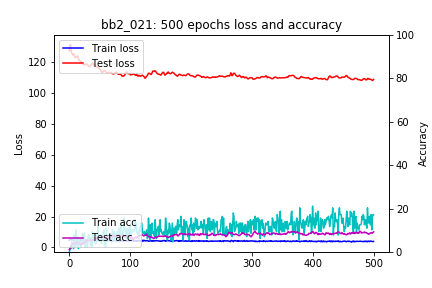 bb2_021: 500 epochs loss and accuracy
Train loss
Test loss
Train acc
Test acc
Loss
Accuracy
0
20
40
60
80
100
120
0
20
40
60
80
100
0
100
200
300
400
500